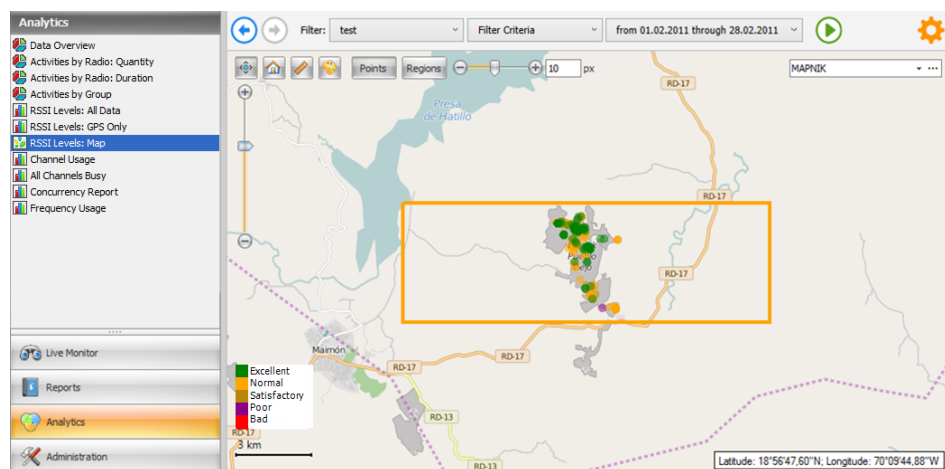 Analytics
Data Overview
Activities by Radio: Quantity
Activities by Radio: Duration
Activities by Group
RSSI Levels: All Data
RSSI Levels: GPS Only
RSSI Levels: Map
Channel Usage
All Channels Busy
Concurrency Report
Frequency Usage
Live Monitor
Reports
Analytics
Administration
Filter: test Filter Criteria from 01.02.2011 through 28.02.2011
Points Regions 10 px MAPNIK
RD-17
Presa
de Hatillo
RD-17
Pueblo
Viejo
RD-17
Maimón
RD-17
RD-17
RD-13
RD-17
RD-13
Excellent
Normal
Satisfactory
Poor
Bad
3 km
Latitude: 18°56'47,60"N; Longitude: 70°09'44,88"W